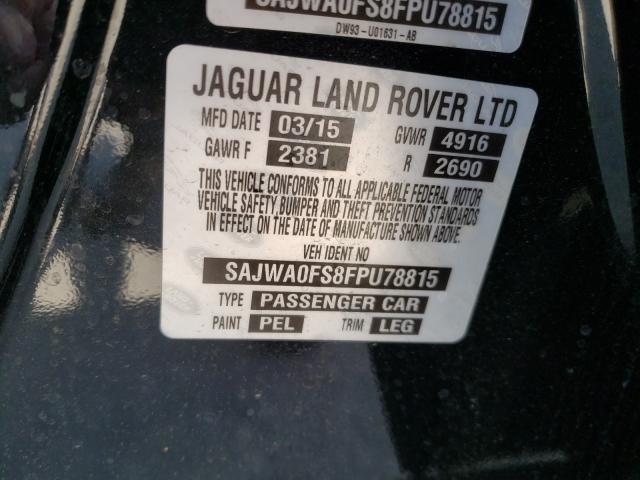 SAJWA0FS8FPU78815
DW93-U01631-AB
JAGUAR LAND ROVER LTD
MFD DATE 03/15 GVWR 4916
GAWR F 2381 R 2690
THIS VEHICLE CONFORMS TO ALL APPLICABLE FEDERAL MOTOR
VEHICLE SAFETY, BUMPER AND THEFT PREVENTION STANDARDS
IN EFFECT ON THE DATE OF MANUFACTURE SHOWN ABOVE.
VEH IDENT NO
SAJWA0FS8FPU78815
TYPE PASSENGER CAR
PAINT PEL TRIM LEG